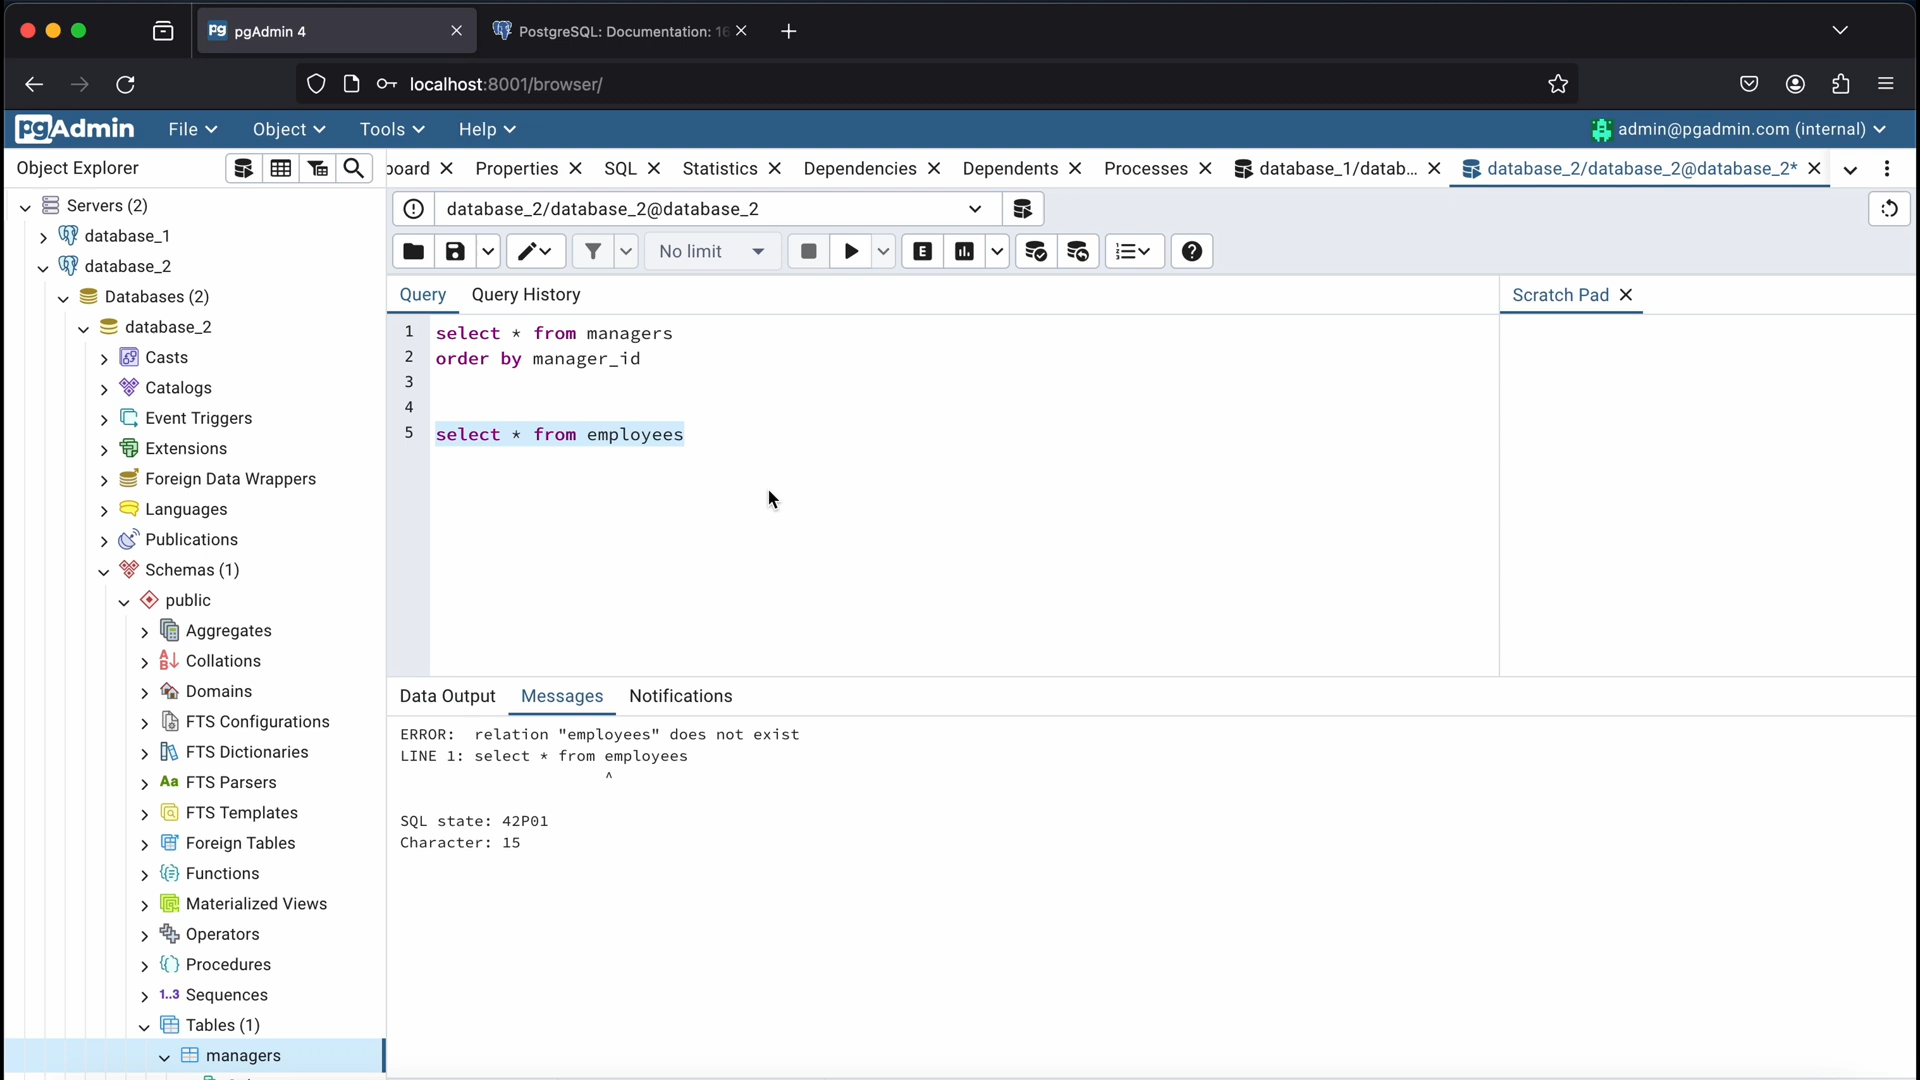 pgAdmin 4
PostgreSQL: Documentation: 16
localhost:8001/browser/
pgAdmin File Object Tools Help admin@pgadmin.com (internal)
Object Explorer
board Properties SQL Statistics Dependencies Dependents Processes database_1/datab... database_2/database_2@database_2*
database_2/database_2@database_2
No limit
E
Query Query History
Scratch Pad
1 select * from managers
2 order by manager_id
3
4
5 select * from employees
Servers (2)
database_1
database_2
Databases (2)
database_2
Casts
Catalogs
Event Triggers
Extensions
Foreign Data Wrappers
Languages
Publications
Schemas (1)
public
Aggregates
Collations
Domains
FTS Configurations
FTS Dictionaries
Aa FTS Parsers
FTS Templates
Foreign Tables
Functions
Materialized Views
Operators
Procedures
1..3 Sequences
Tables (1)
managers
Data Output Messages Notifications
ERROR: relation "employees" does not exist
LINE 1: select * from employees
^
SQL state: 42P01
Character: 15